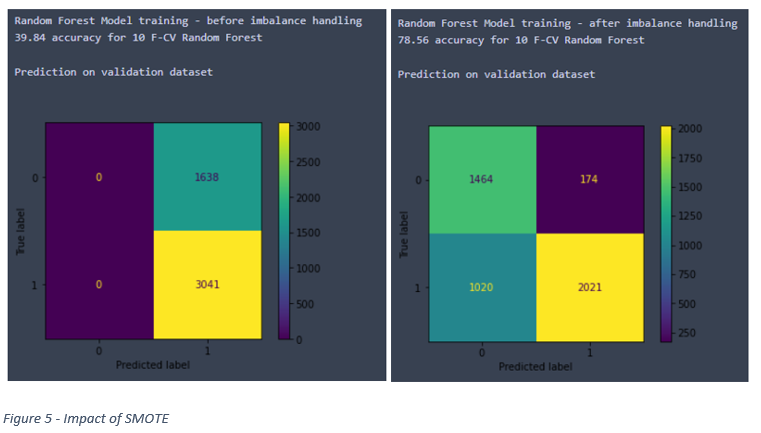 Random Forest Model training - before imbalance handling
39.84 accuracy for 10 F-CV Random Forest
Prediction on validation dataset
0
1
True label
0
1638
0
3041
0
1
Predicted label
3000
2500
2000
1500
1000
500
0
Random Forest Model training - after imbalance handling
78.56 accuracy for 10 F-CV Random Forest
Prediction on validation dataset
0
1
True label
1464
174
1020
2021
0
1
Predicted label
2000
1750
1500
1250
1000
750
500
250
Figure 5 - Impact of SMOTE